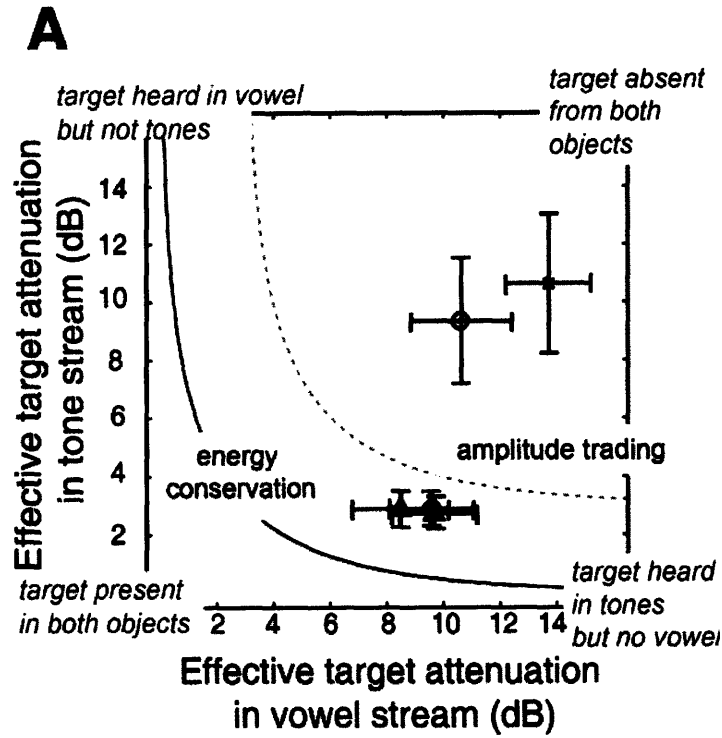 A
target heard in vowel
but not tones
target absent
from both
objects
Effective target attenuation
in tone stream (dB)
14
12
10
8
6
4
2
energy
conservation
amplitude trading
target present
in both objects
target heard
in tones
but no vowel
2 4 6 8 10 12 14
Effective target attenuation
in vowel stream (dB)